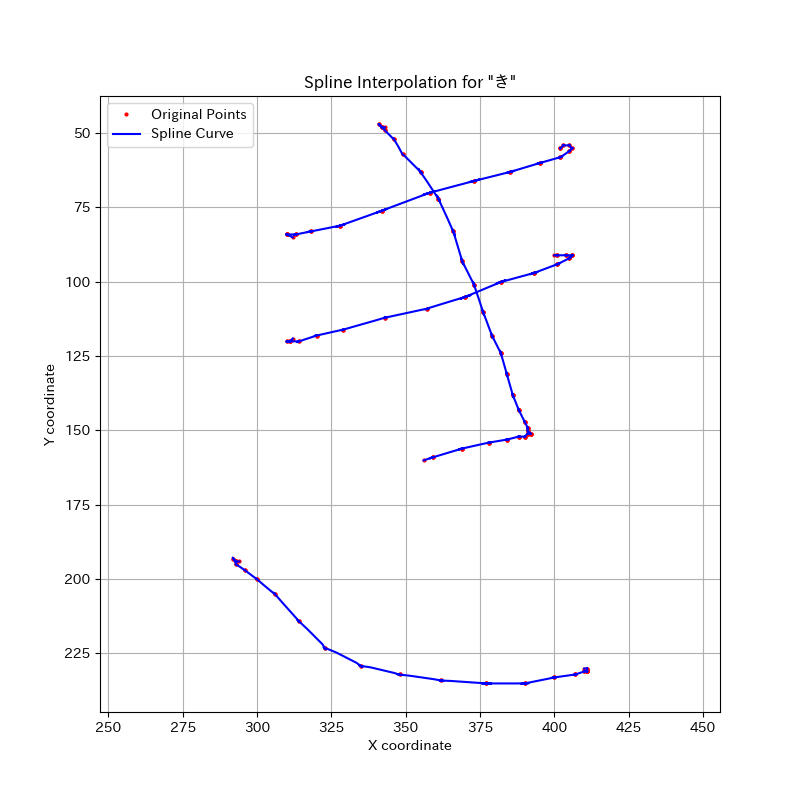 Spline Interpolation for "き"
Original Points
Spline Curve
50
75
100
125
150
175
200
225
Y coordinate
250 275 300 325 350 375 400 425 450
X coordinate
き